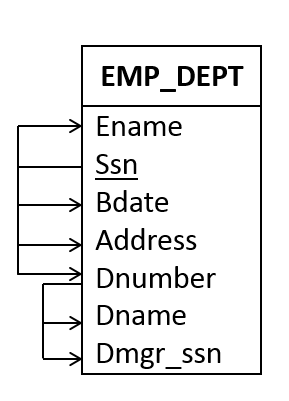 EMP_DEPT
Ename
Ssn
Bdate
Address
Dnumber
Dname
Dmgr_ssn